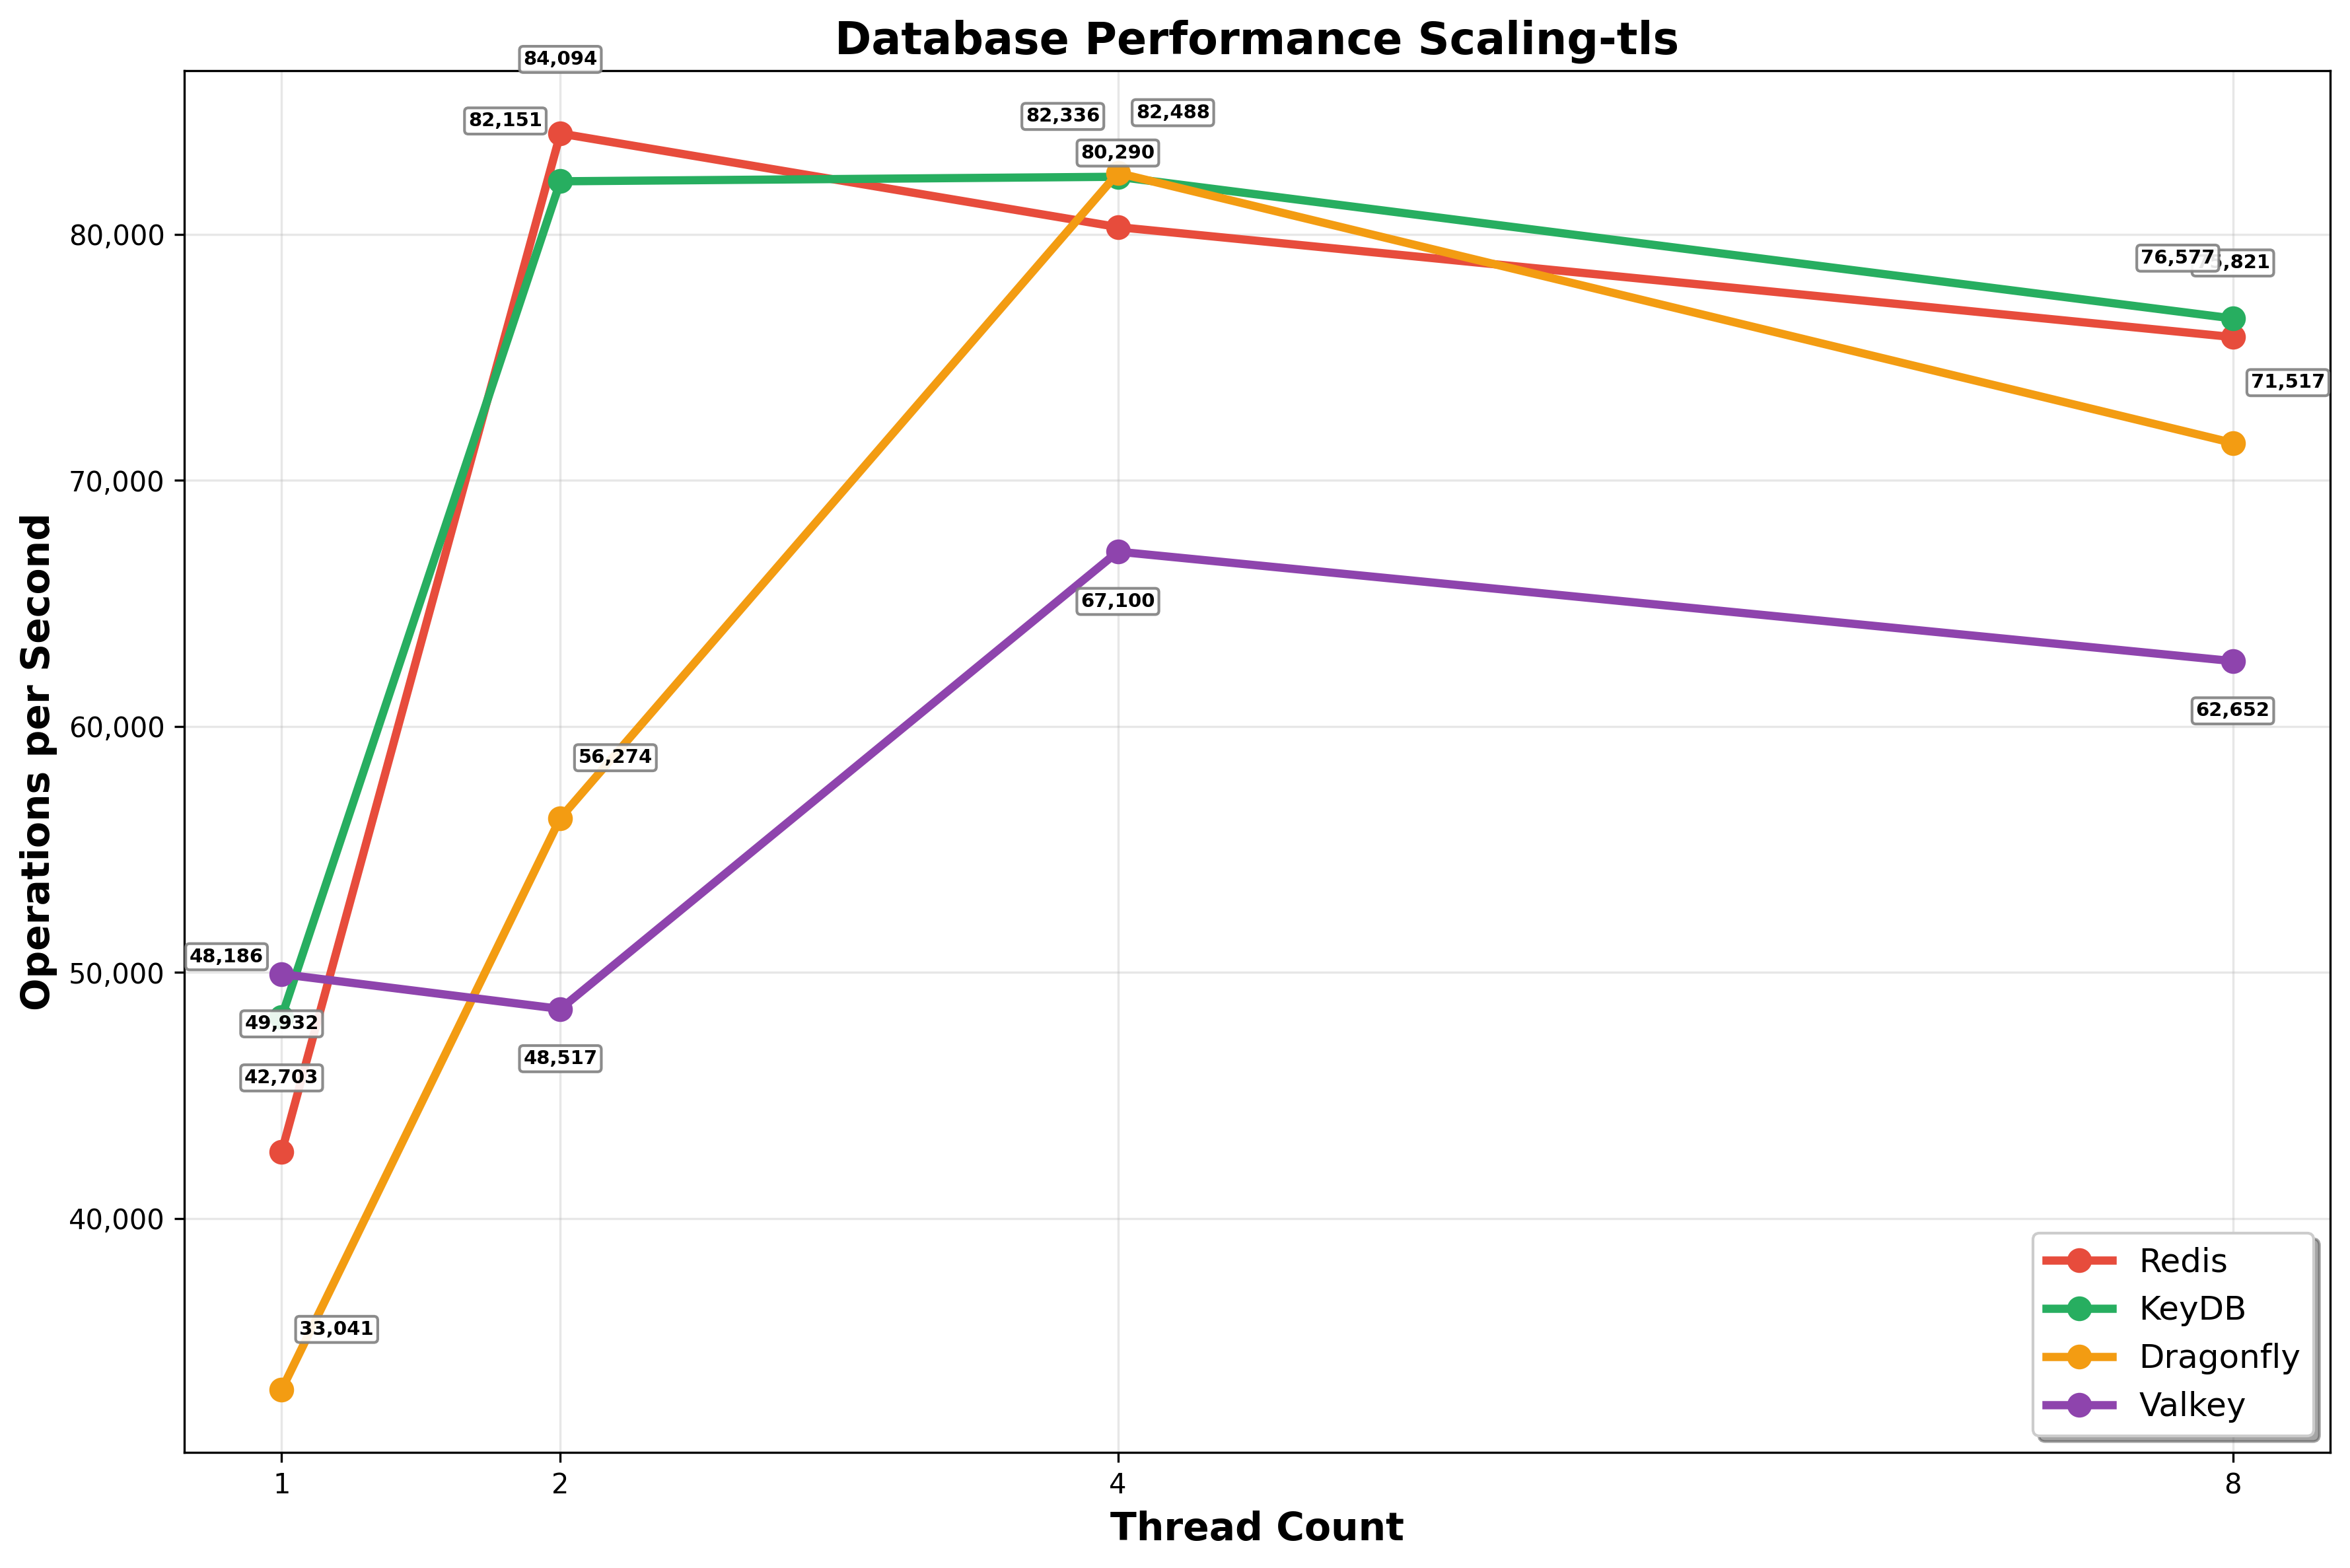 Database Performance Scaling-tls
84,094
82,151
82,336
82,488
80,290
76,577
,821
71,517
67,100
62,652
56,274
48,186
49,932
48,517
42,703
33,041
80,000
70,000
60,000
50,000
40,000
Operations per Second
1 2 4 8
Thread Count
Redis
KeyDB
Dragonfly
Valkey